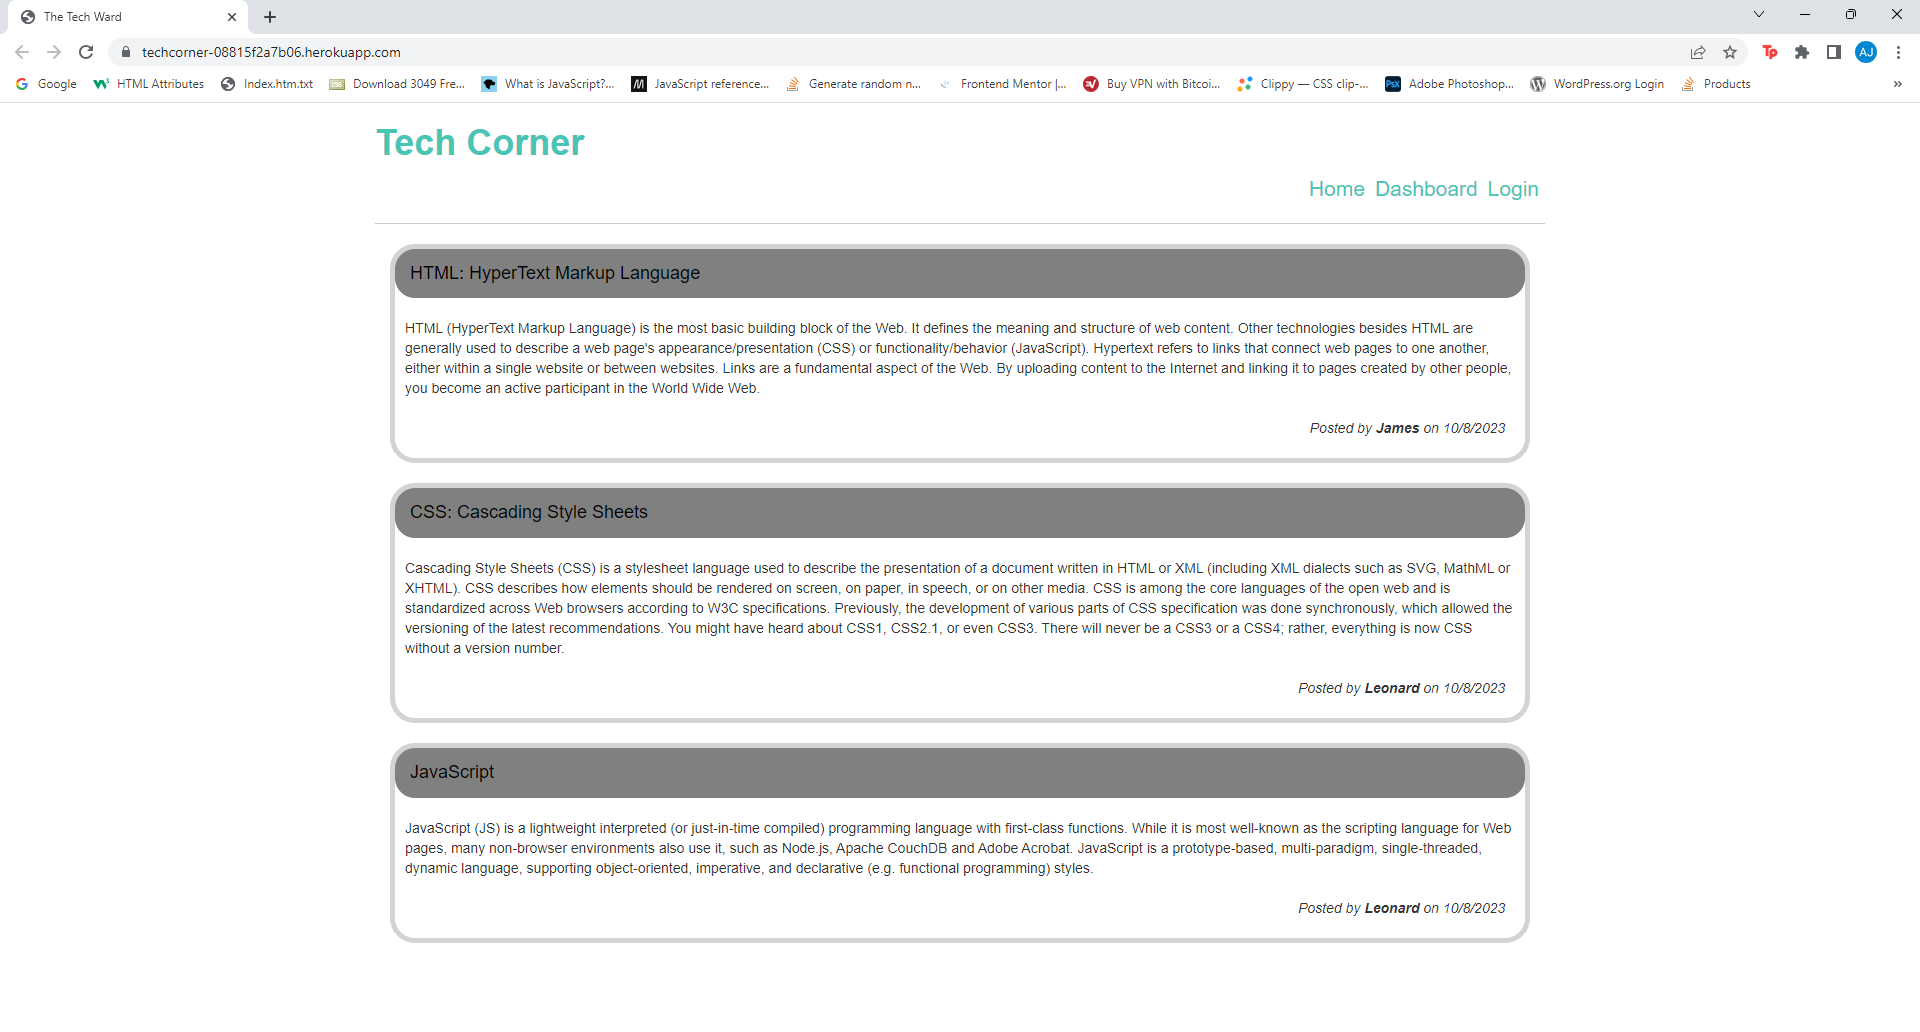 The Tech Ward
techcorner-08815f2a7b06.herokuapp.com
Tp
AJ
Google HTML Attributes Index.htm.txt Download 3049 Fre... What is JavaScript?... JavaScript reference... Generate random n... Frontend Mentor |... Buy VPN with Bitcoi... Clippy — CSS clip-... Adobe Photoshop... WordPress.org Login Products »
Tech Corner
Home Dashboard Login
HTML: HyperText Markup Language
HTML (HyperText Markup Language) is the most basic building block of the Web. It defines the meaning and structure of web content. Other technologies besides HTML are
generally used to describe a web page's appearance/presentation (CSS) or functionality/behavior (JavaScript). Hypertext refers to links that connect web pages to one another,
either within a single website or between websites. Links are a fundamental aspect of the Web. By uploading content to the Internet and linking it to pages created by other people,
you become an active participant in the World Wide Web.
Posted by James on 10/8/2023
CSS: Cascading Style Sheets
Cascading Style Sheets (CSS) is a stylesheet language used to describe the presentation of a document written in HTML or XML (including XML dialects such as SVG, MathML or
XHTML). CSS describes how elements should be rendered on screen, on paper, in speech, or on other media. CSS is among the core languages of the open web and is
standardized across Web browsers according to W3C specifications. Previously, the development of various parts of CSS specification was done synchronously, which allowed the
versioning of the latest recommendations. You might have heard about CSS1, CSS2.1, or even CSS3. There will never be a CSS3 or a CSS4; rather, everything is now CSS
without a version number.
Posted by Leonard on 10/8/2023
JavaScript
JavaScript (JS) is a lightweight interpreted (or just-in-time compiled) programming language with first-class functions. While it is most well-known as the scripting language for Web
pages, many non-browser environments also use it, such as Node.js, Apache CouchDB and Adobe Acrobat. JavaScript is a prototype-based, multi-paradigm, single-threaded,
dynamic language, supporting object-oriented, imperative, and declarative (e.g. functional programming) styles.
Posted by Leonard on 10/8/2023